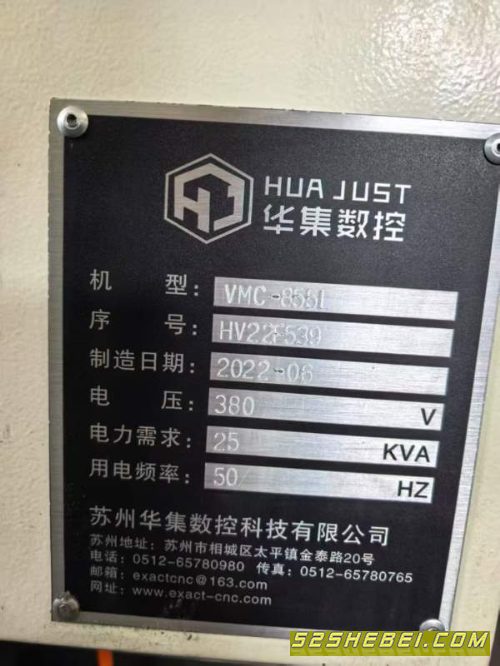 HUA JUST
华集数控
机 型: VMC-855L
序 号: HV22F539
制造日期: 2022-06
电 压: 380 V
电力需求: 25 KVA
用电频率: 50 HZ
苏州华集数控科技有限公司
苏州地址: 苏州市相城区太平镇金泰路20号
电话: 0512-65780980 传真: 0512-65780765
邮箱: exactcnc@163.com
网址: www.exact-cnc.com
52SHEBEI.COM